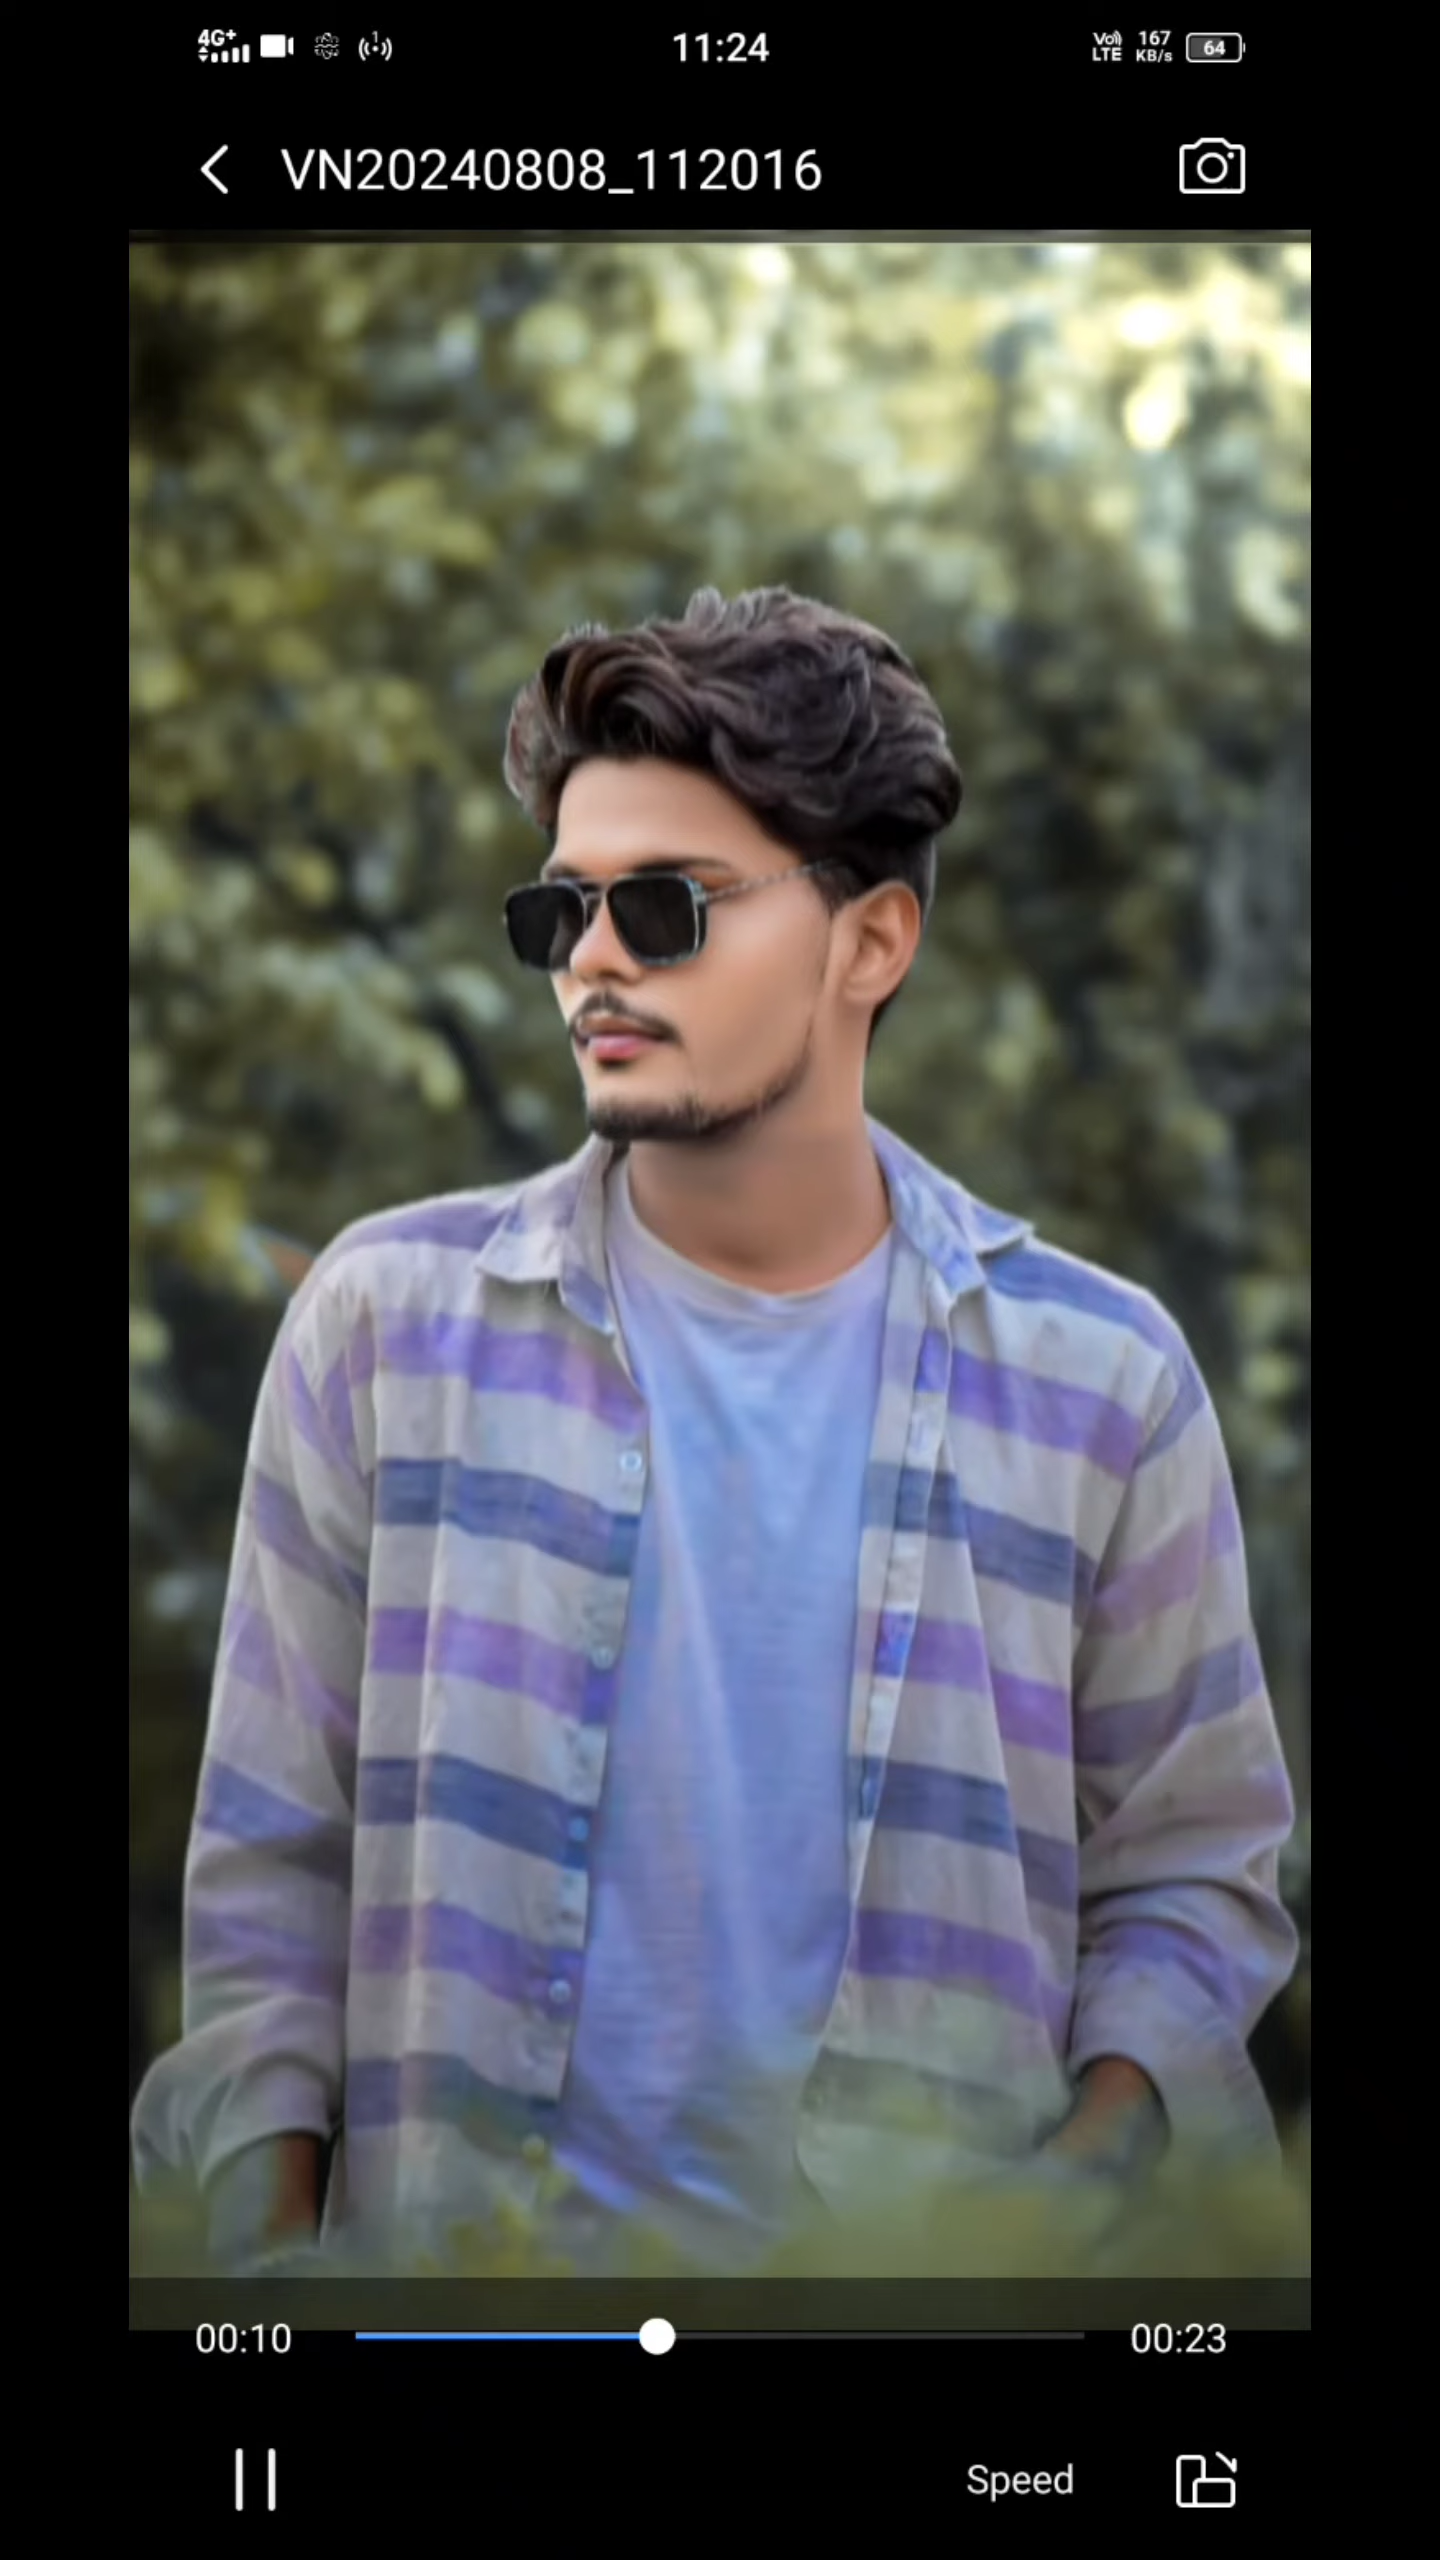 4G+
11:24
Vo)) LTE
167 KB/s
64
VN20240808_112016
00:10
00:23
Speed